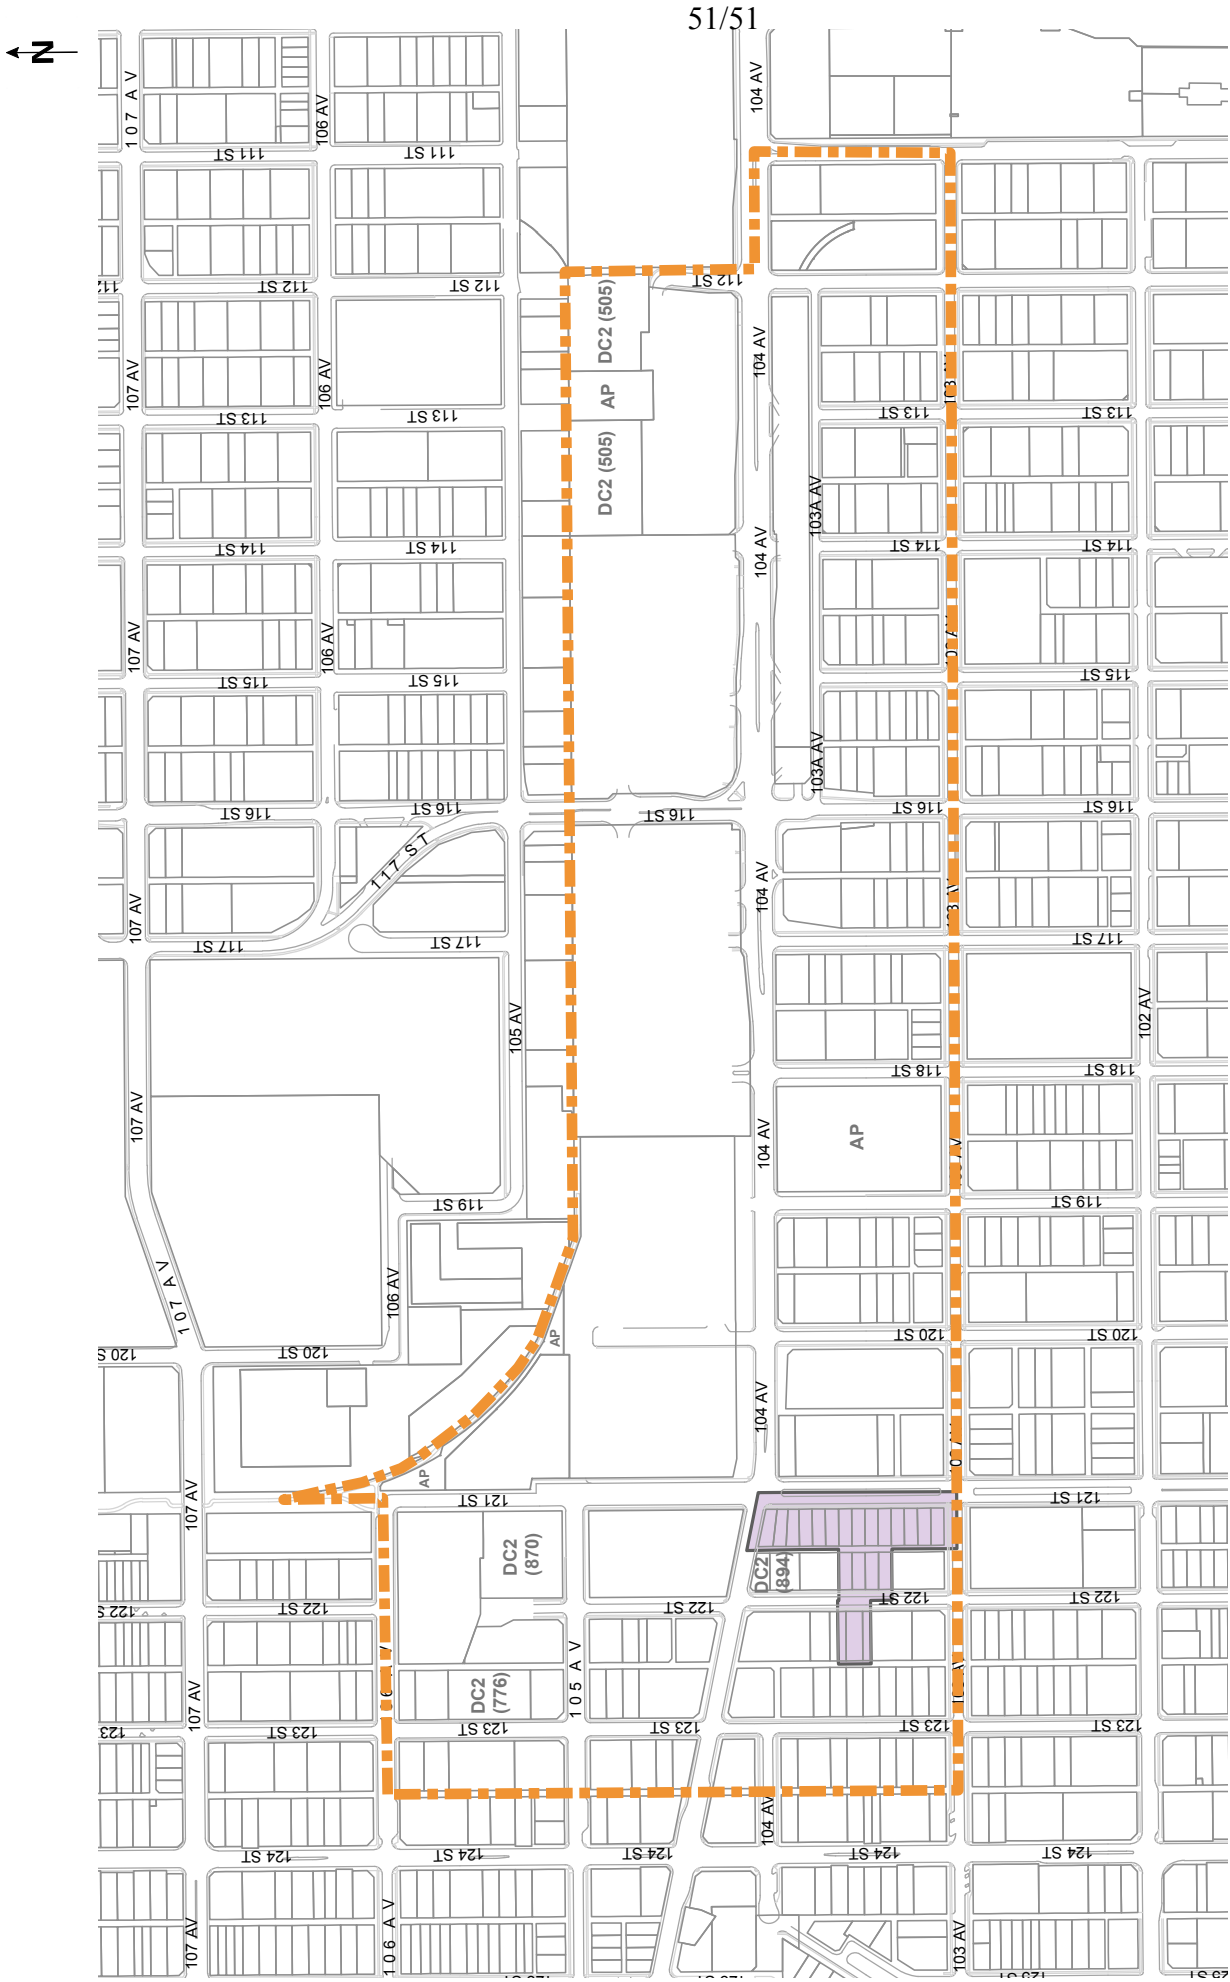 51/51
N
107 AV
106 AV
104 AV
111 ST
111 ST
112
112 ST
112 ST
112 ST
DC2 (505)
107 AV
106 AV
104 AV
AP
113 ST
113 ST
113 ST
113 ST
DC2 (505)
103A AV
114 ST
114 ST
104 AV
114 ST
114 ST
107 AV
106 AV
115 ST
115 ST
115 ST
103A AV
116 ST
116 ST
116 ST
116 ST
116 ST
117 ST
107 AV
104 AV
117 ST
117 ST
117 ST
105 AV
102 AV
118 ST
118 ST
107 AV
104 AV
AP
119 ST
119 ST
107 AV
106 AV
120 ST
120 ST
AP
120 ST
120 ST
104 AV
AP
107 AV
121 ST
121 ST
DC2
(870)
DC2
(894)
122 S
122 ST
122 ST
122 ST
122 ST
107 AV
105 AV
DC2
(776)
123
123 ST
123 ST
123 ST
123 ST
123 ST
104 AV
124 ST
124 ST
124 ST
124 ST
124 ST
107 AV
106 AV
103 AV